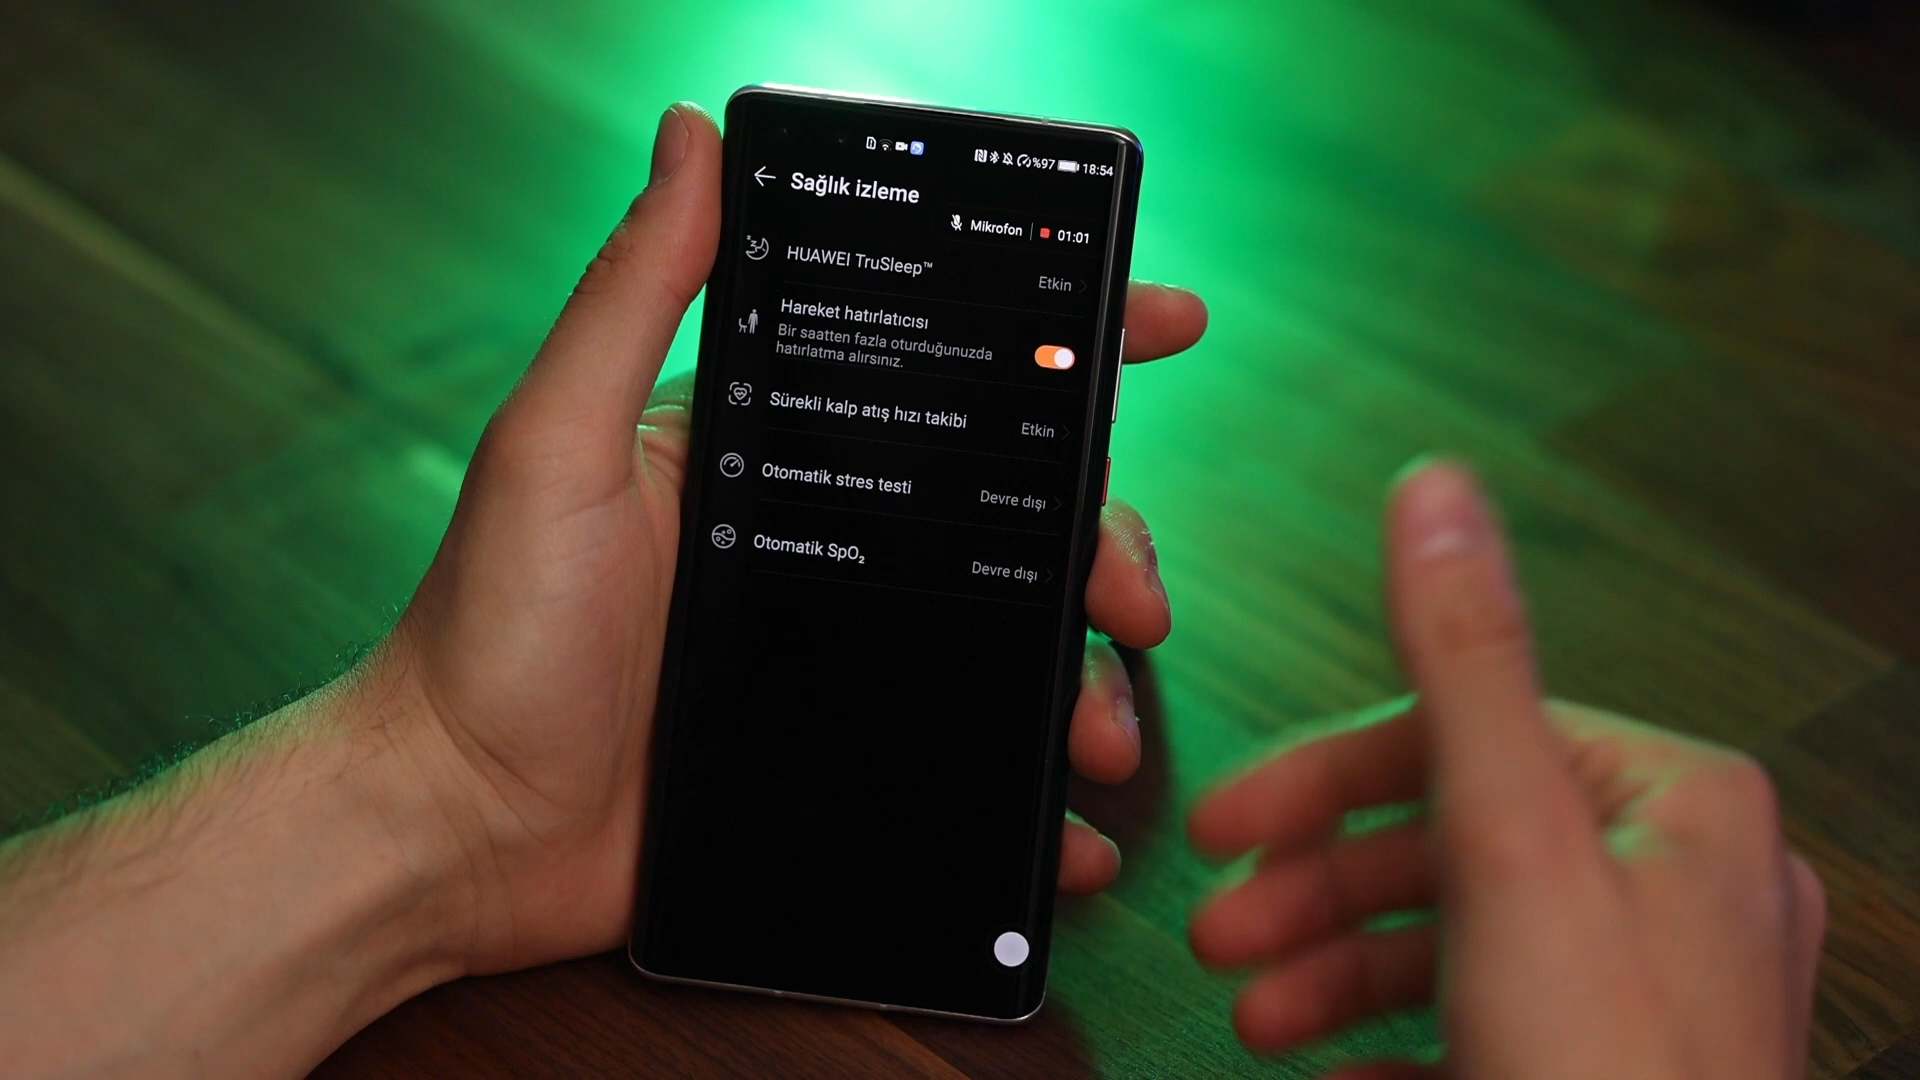 %97 18:54
Sağlık izleme
Mikrofon 01:01
HUAWEI TruSleep™
Etkin
Hareket hatırlatıcısı
Bir saatten fazla oturduğunuzda
hatırlatma alırsınız.
Sürekli kalp atış hızı takibi
Etkin
Otomatik stres testi
Devre dışı
Otomatik SpO₂
Devre dışı